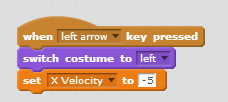 when left arrow key pressed
switch costume to left
set X Velocity to -5